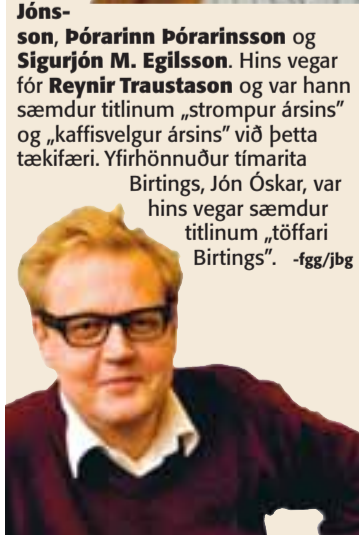 Jóns-
son, Þórarinn Þórarinsson og
Sigurjón M. Egilsson. Hins vegar
fór Reynir Traustason og var hann
sæmdur titlinum „strompur ársins“
og „kaffisvelgur ársins“ við þetta
tækifæri. Yfirhönnuður tímarita
Birtings, Jón Óskar, var
hins vegar sæmdur
titlinum „töffari
Birtings“. -fgg/jbg